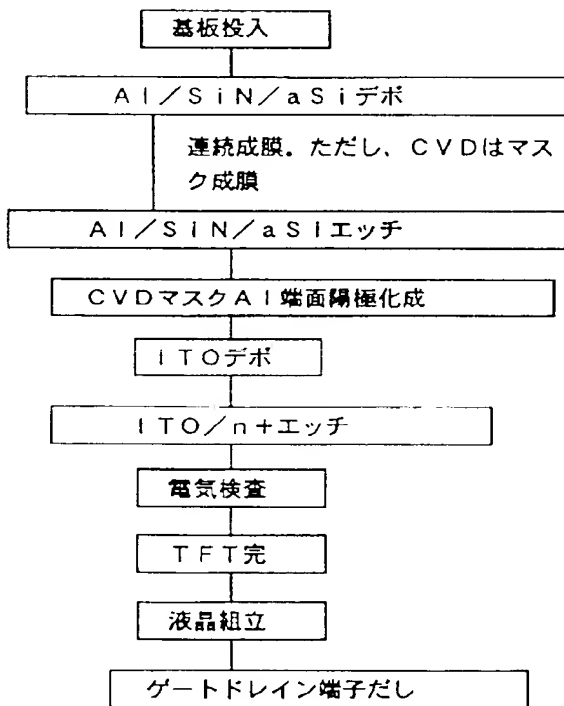 基板投入
Al/SiN/aSiデポ
連続成膜。ただし、CVDはマス
ク成膜
Al/SiN/aSiエッチ
CVDマスクAl端面陽極化成
ITOデポ
ITO/n+エッチ
電気検査
TFT完
液晶組立
ゲートドレイン端子だし